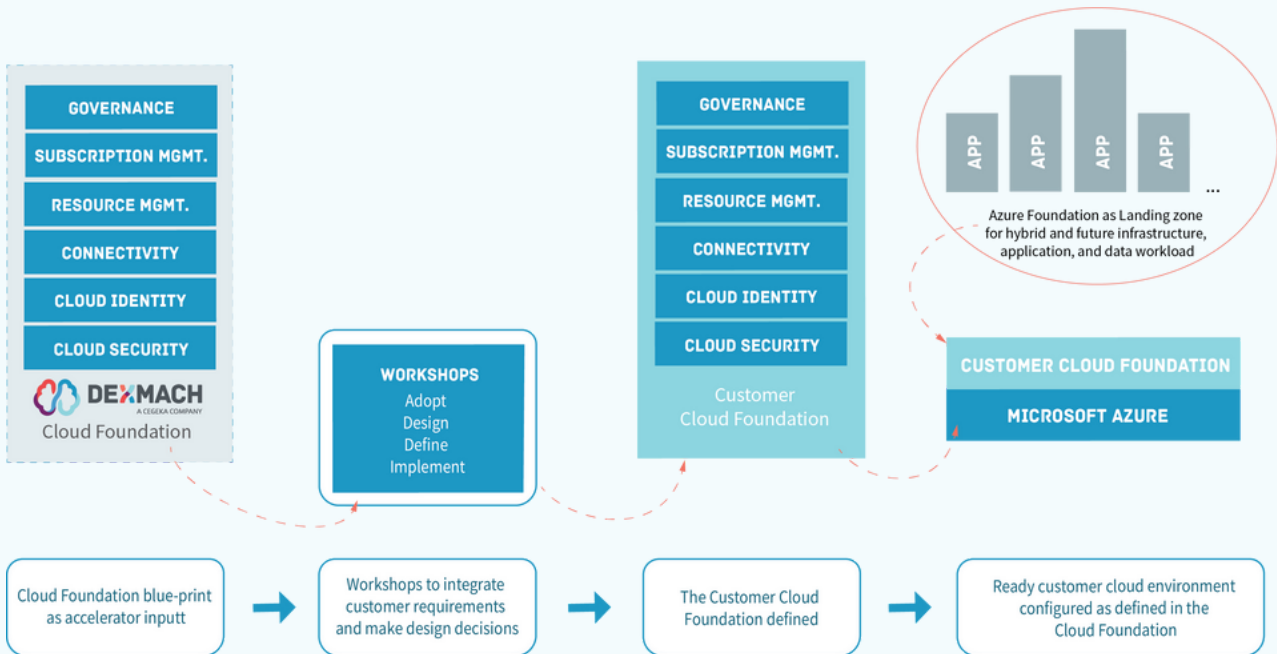 GOVERNANCE
SUBSCRIPTION MGMT.
RESOURCE MGMT.
CONNECTIVITY
CLOUD IDENTITY
CLOUD SECURITY
DEXMACH
A CEGEKA COMPANY
Cloud Foundation
WORKSHOPS
Adopt
Design
Define
Implement
GOVERNANCE
SUBSCRIPTION MGMT.
RESOURCE MGMT.
CONNECTIVITY
CLOUD IDENTITY
CLOUD SECURITY
Customer
Cloud Foundation
APP
APP
APP
APP
...
Azure Foundation as Landing zone
for hybrid and future infrastructure,
application, and data workload
CUSTOMER CLOUD FOUNDATION
MICROSOFT AZURE
Cloud Foundation blue-print
as accelerator inputt
Workshops to integrate
customer requirements
and make design decisions
The Customer Cloud
Foundation defined
Ready customer cloud environment
configured as defined in the
Cloud Foundation